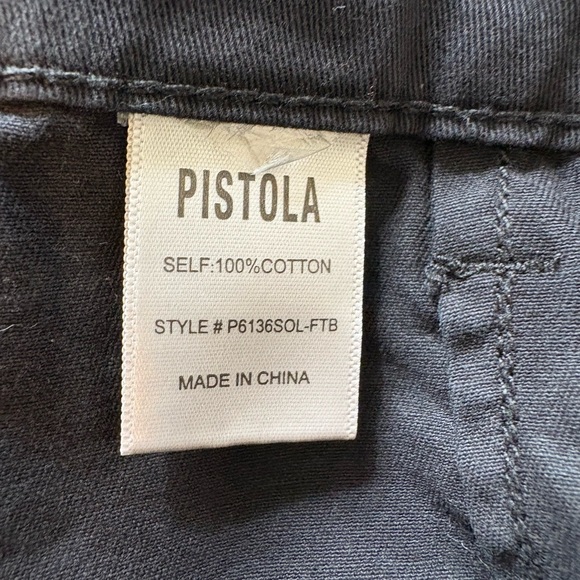 PISTOLA
SELF:100%COTTON
STYLE # P6136SOL-FTB
MADE IN CHINA